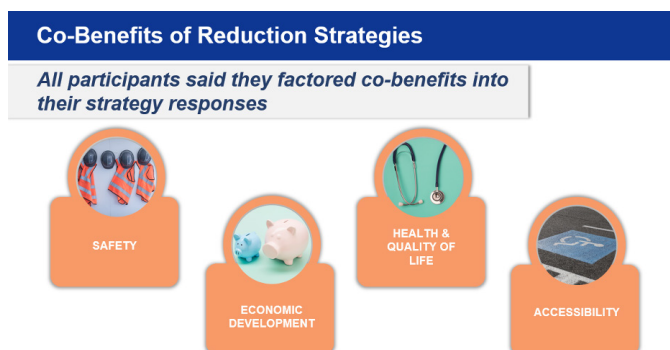 Co-Benefits of Reduction Strategies
All participants said they factored co-benefits into
their strategy responses
SAFETY
ECONOMIC
DEVELOPMENT
HEALTH &
QUALITY OF
LIFE
ACCESSIBILITY